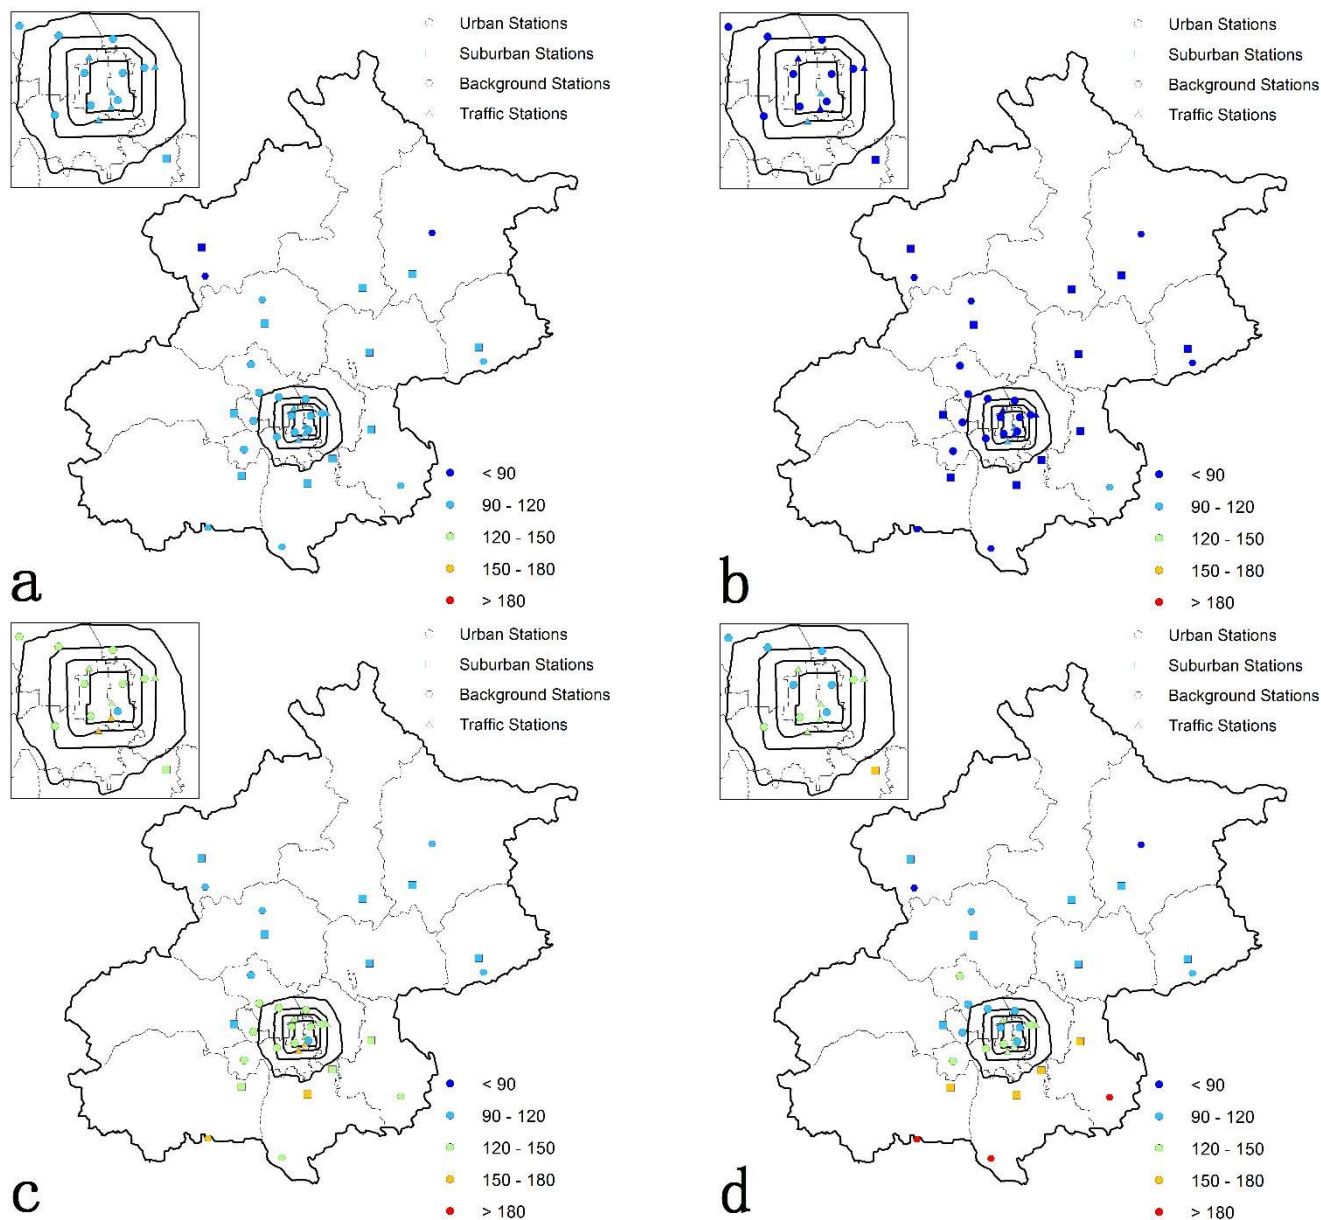 Urban Stations
Suburban Stations
Background Stations
Traffic Stations
< 90
90 - 120
120 - 150
150 - 180
> 180
a
Urban Stations
Suburban Stations
Background Stations
Traffic Stations
< 90
90 - 120
120 - 150
150 - 180
> 180
b
Urban Stations
Suburban Stations
Background Stations
Traffic Stations
< 90
90 - 120
120 - 150
150 - 180
> 180
c
Urban Stations
Suburban Stations
Background Stations
Traffic Stations
< 90
90 - 120
120 - 150
150 - 180
> 180
d